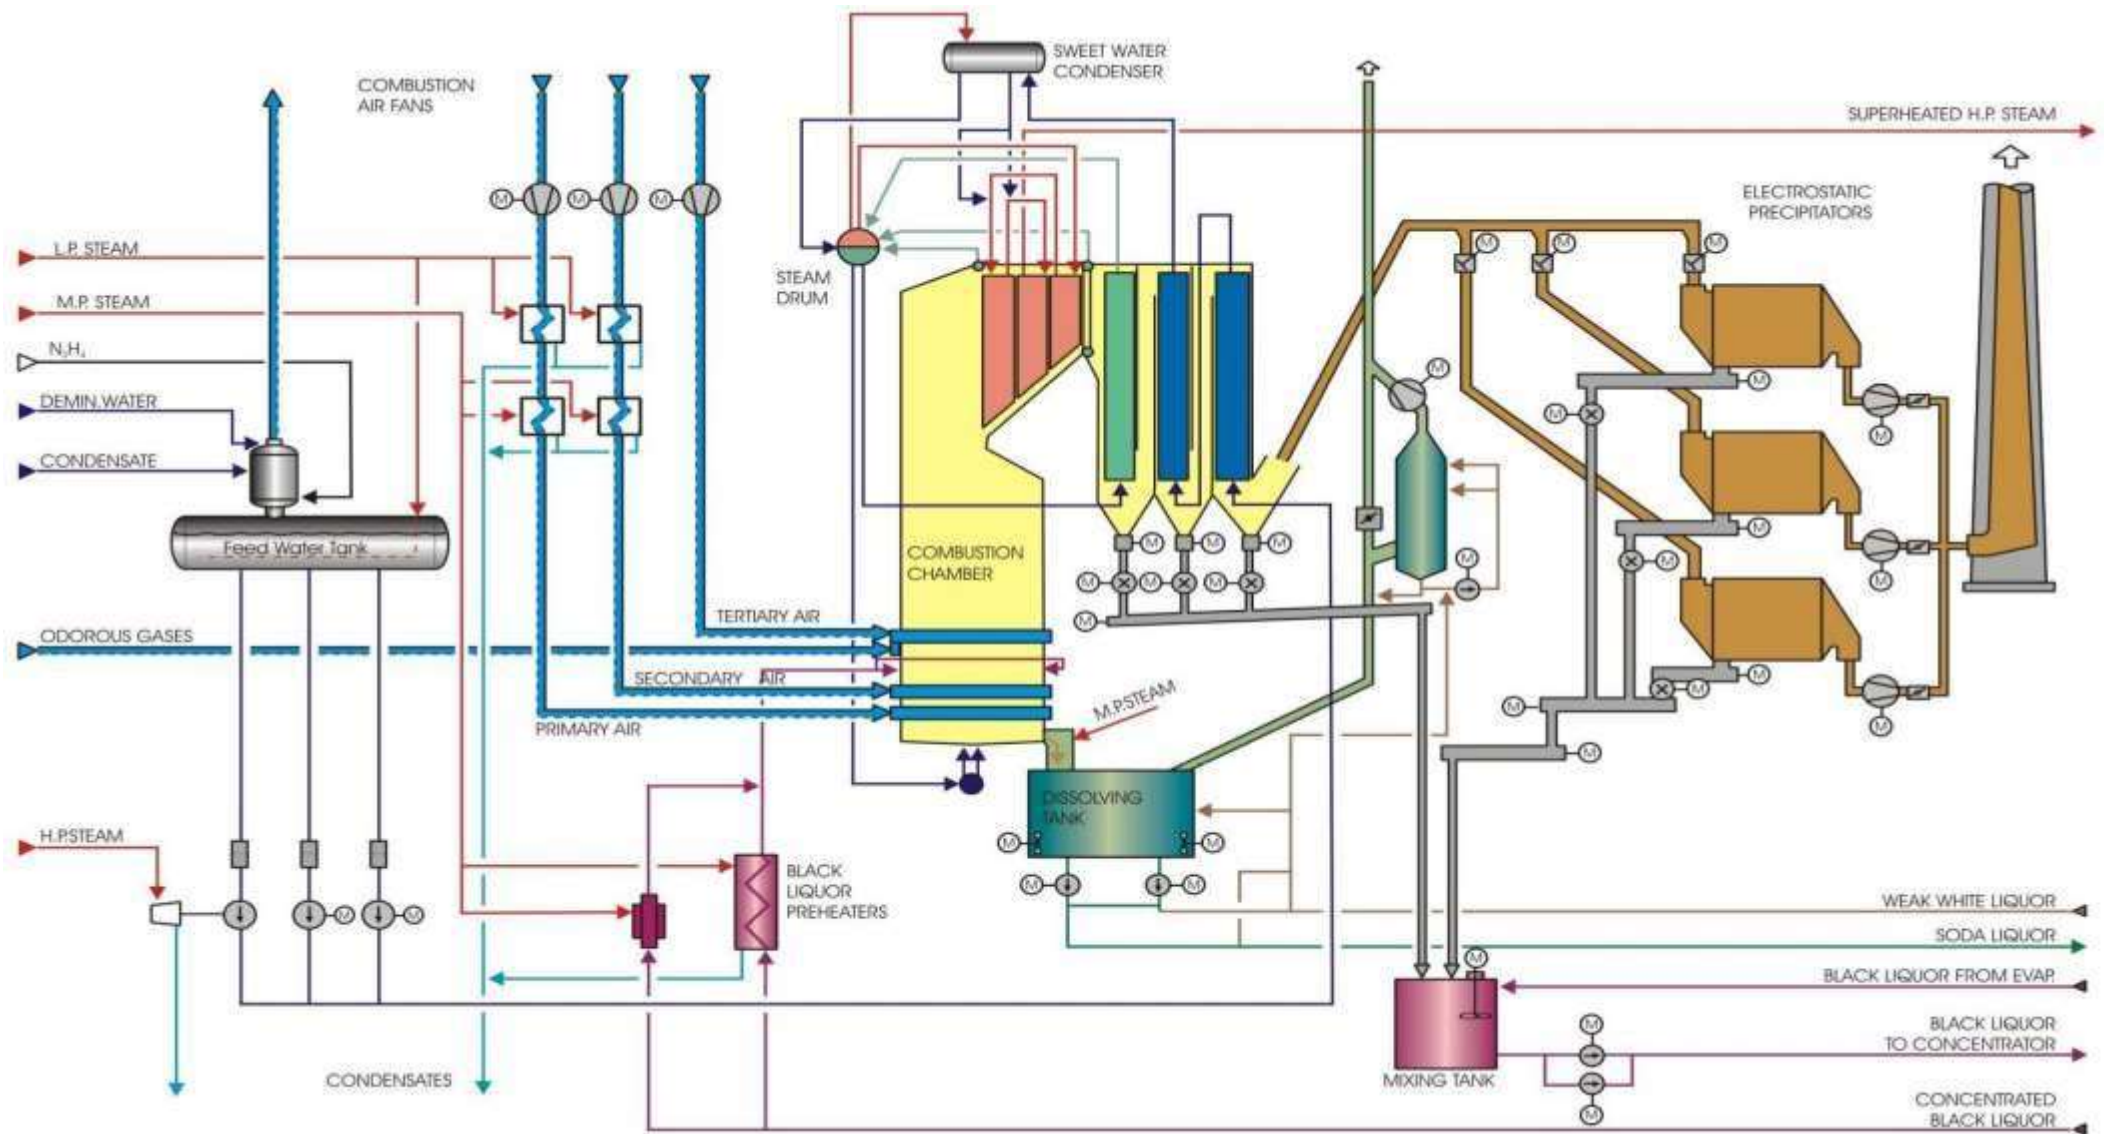 SWEET WATER
CONDENSER
COMBUSTION
AIR FANS
SUPERHEATED H.P. STEAM
ELECTROSTATIC
PRECIPITATORS
M
M
M
L.P. STEAM
M.P. STEAM
N₂H₄
DEMIN.WATER
CONDENSATE
STEAM
DRUM
M
M
M
M
M
M
M
Feed Water Tank
COMBUSTION
CHAMBER
M
M
M
M
M
M
M
M
M
M
M
M
TERTIARY AIR
ODOROUS GASES
SECONDARY AIR
PRIMARY AIR
M.P.STEAM
M
M
M
M
M
DISSOLVING
TANK
H.P.STEAM
M
M
M
M
M
M
BLACK
LIQUOR
PREHEATERS
WEAK WHITE LIQUOR
SODA LIQUOR
M
BLACK LIQUOR FROM EVAP.
M
BLACK LIQUOR
TO CONCENTRATOR
MIXING TANK
CONDENSATES
M
CONCENTRATED
BLACK LIQUOR